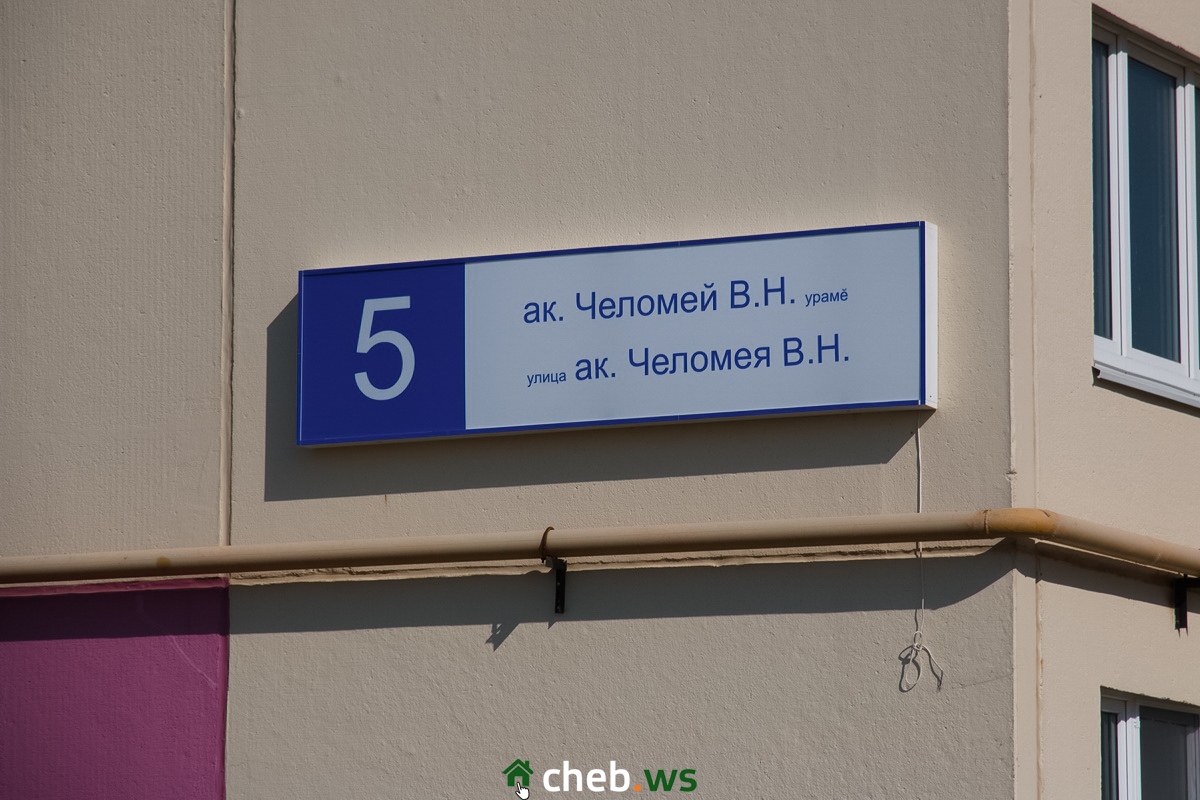 5
ак. Челомей В.Н. урамĕ
улица ак. Челомея В.Н.
cheb.ws